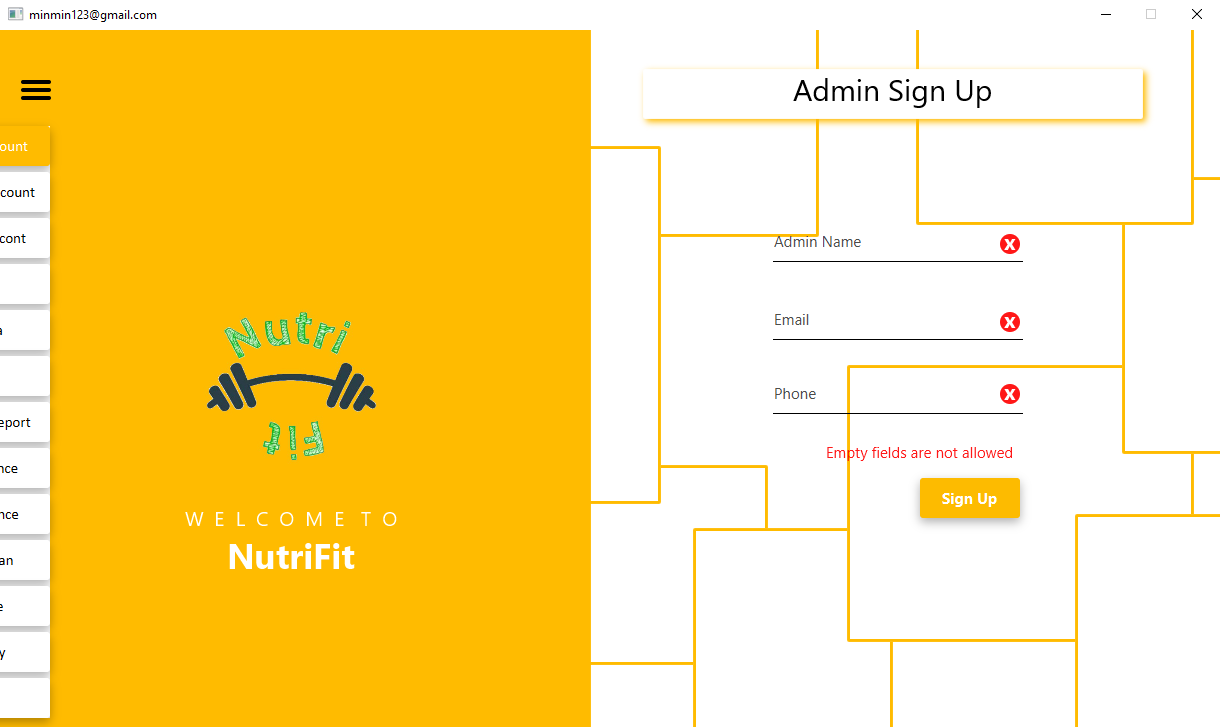 minmin123@gmail.com
Admin Sign Up
ount
count
cont
a
eport
nce
nce
an
e
y
Nutri
Fit
WELCOME TO
NutriFit
Admin Name
X
Email
X
Phone
X
Empty fields are not allowed
Sign Up